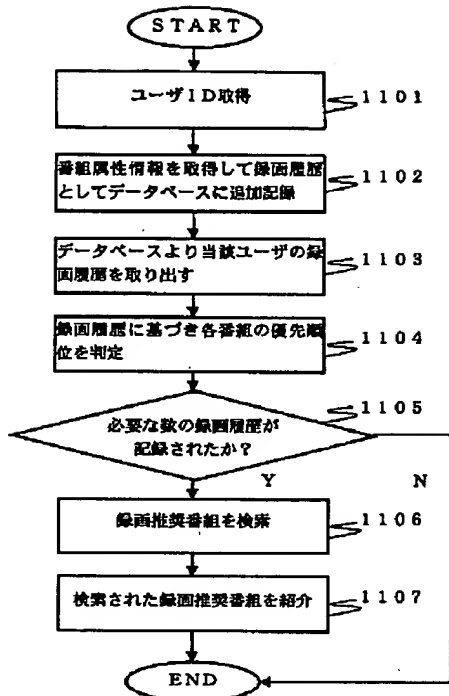 START
ユーザID取得
1101
番組属性情報を取得して録画履歴
としてデータベースに追加記録
1102
データベースより当該ユーザの録
画履歴を取り出す
1103
録画履歴に基づき各番組の優先順
位を判定
1104
必要な数の録画履歴が
記録されたか?
1105
Y
N
録画推奨番組を検索
1106
検索された録画推奨番組を紹介
1107
END